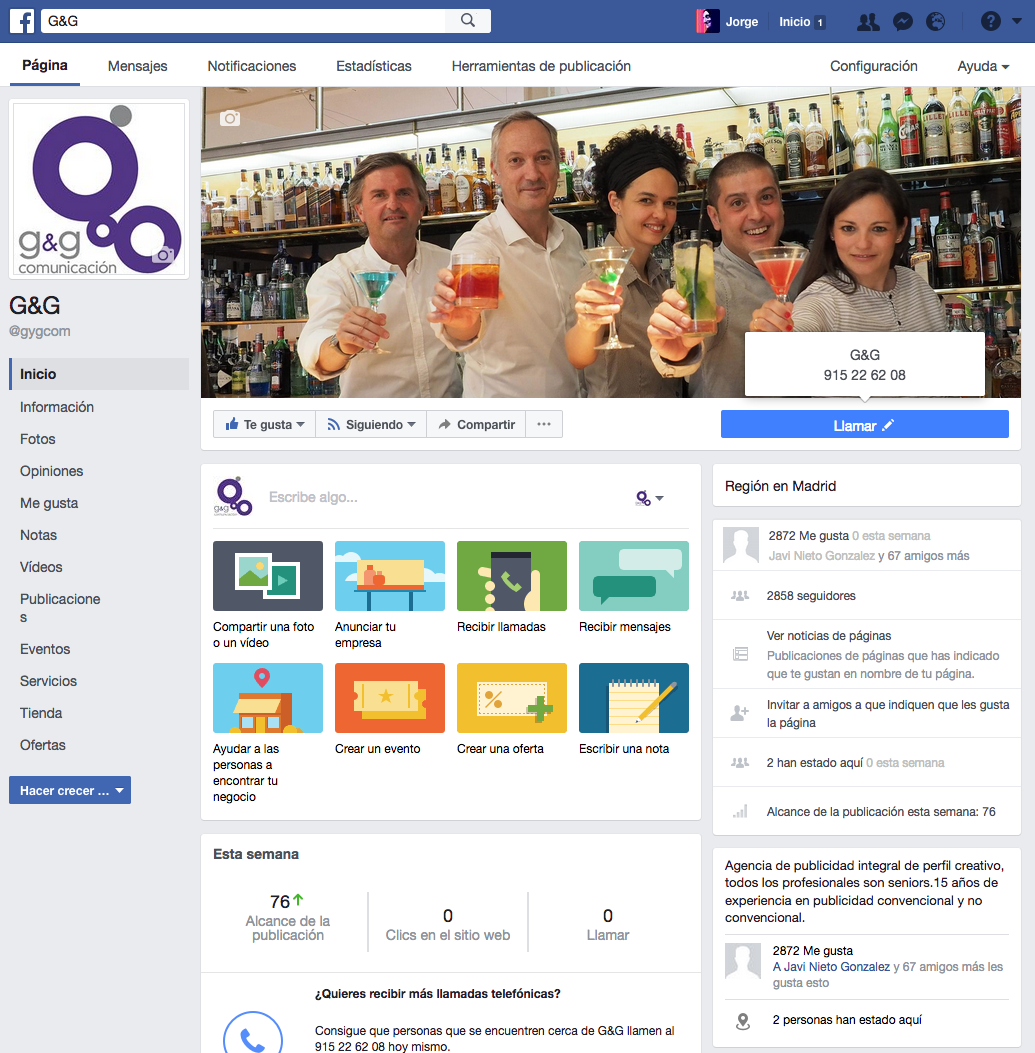 G&G
Jorge
Inicio 1
?
Página
Mensajes
Notificaciones
Estadísticas
Herramientas de publicación
Configuración
Ayuda
g&g
comunicación
G&G
@gygcom
Inicio
Información
Fotos
Opiniones
Me gusta
Notas
Vídeos
Publicacione
s
Eventos
Servicios
Tienda
Ofertas
Hacer crecer ...
G&G
915 22 62 08
Te gusta
Siguiendo
Compartir
...
Llamar
g&g
comunicación
Escribe algo...
Compartir una foto
o un vídeo
Anunciar tu
empresa
Recibir llamadas
Recibir mensajes
Ayudar a las
personas a
encontrar tu
negocio
Crear un evento
Crear una oferta
Escribir una nota
Esta semana
76
Alcance de la
publicación
0
Clics en el sitio web
0
Llamar
¿Quieres recibir más llamadas telefónicas?
Consigue que personas que se encuentren cerca de G&G llamen al
915 22 62 08 hoy mismo.
Región en Madrid
2872 Me gusta 0 esta semana
Javi Nieto Gonzalez y 67 amigos más
2858 seguidores
Ver noticias de páginas
Publicaciones de páginas que has indicado
que te gustan en nombre de tu página.
Invitar a amigos a que indiquen que les gusta
la página
2 han estado aquí 0 esta semana
Alcance de la publicación esta semana: 76
Agencia de publicidad integral de perfil creativo,
todos los profesionales son seniors.15 años de
experiencia en publicidad convencional y no
convencional.
2872 Me gusta
A Javi Nieto Gonzalez y 67 amigos más les
gusta esto
2 personas han estado aquí